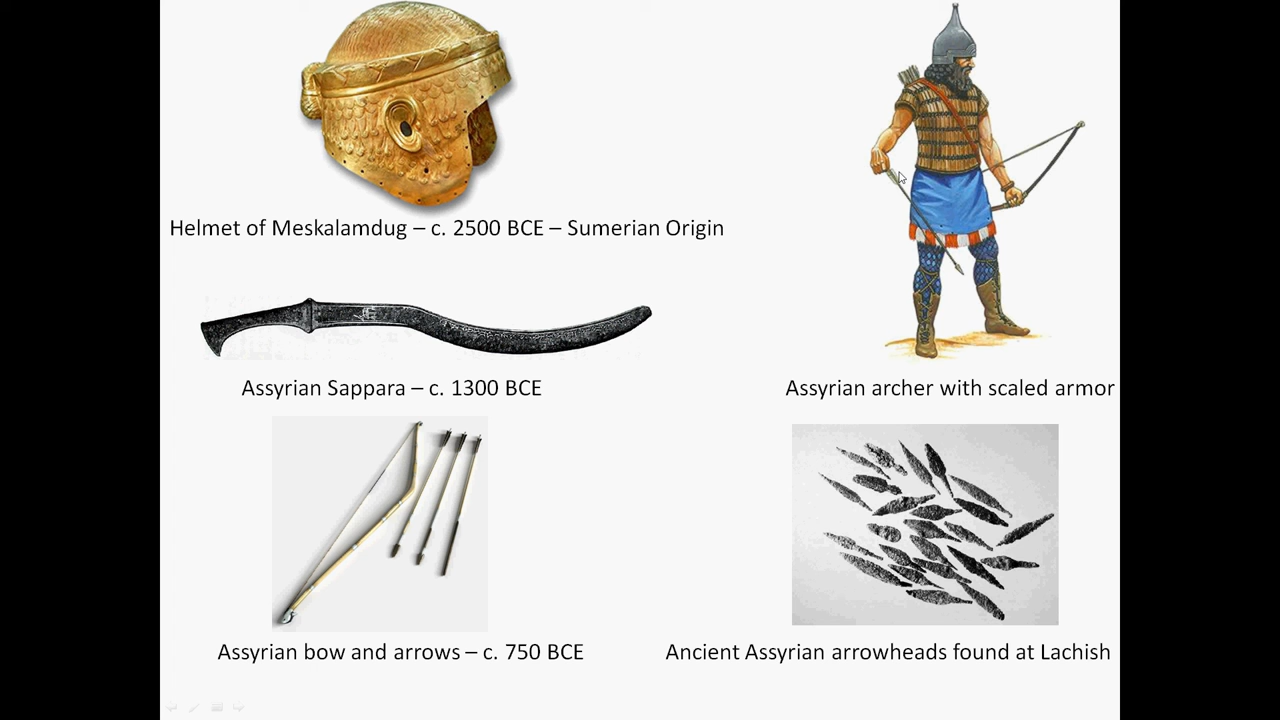 Helmet of Meskalamdug – c. 2500 BCE – Sumerian Origin
Assyrian Sappara – c. 1300 BCE
Assyrian archer with scaled armor
Assyrian bow and arrows – c. 750 BCE
Ancient Assyrian arrowheads found at Lachish